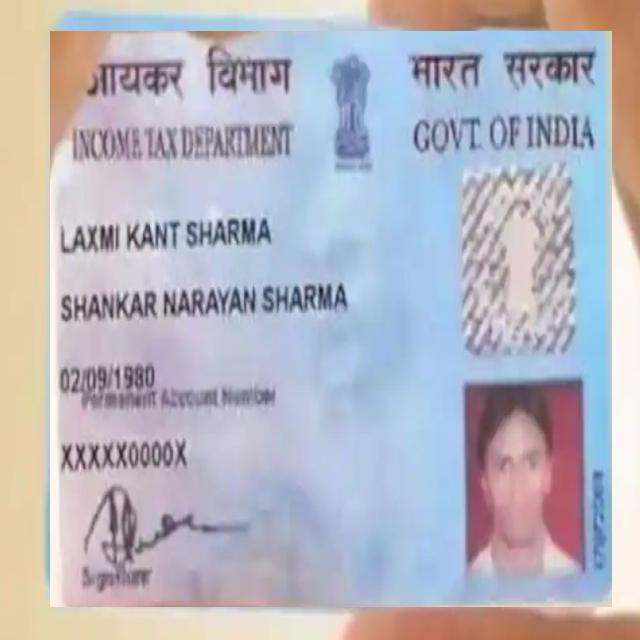 आयकर विभाग
भारत सरकार
INCOME TAX DEPARTMENT
GOVT. OF INDIA
LAXMI KANT SHARMA
SHANKAR NARAYAN SHARMA
02/09/1980
Permanent Account Number
XXXXX0000X
Signature